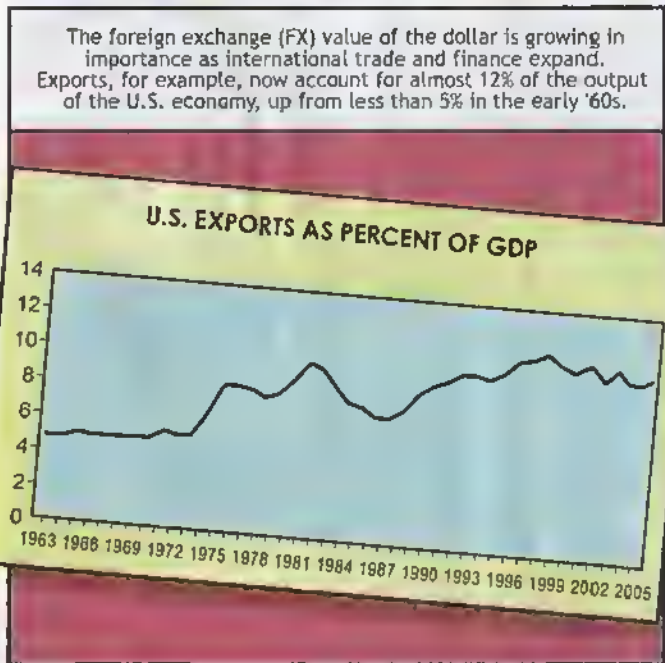 The foreign exchange (FX) value of the dollar is growing in
importance as international trade and finance expand.
Exports, for example, now account for almost 12% of the output
of the U.S. economy, up from less than 5% in the early '60s.
U.S. EXPORTS AS PERCENT OF GDP
14
12
10
8
6
4
2
0
1963 1966 1969 1972 1975 1978 1981 1984 1987 1990 1993 1996 1999 2002 2005